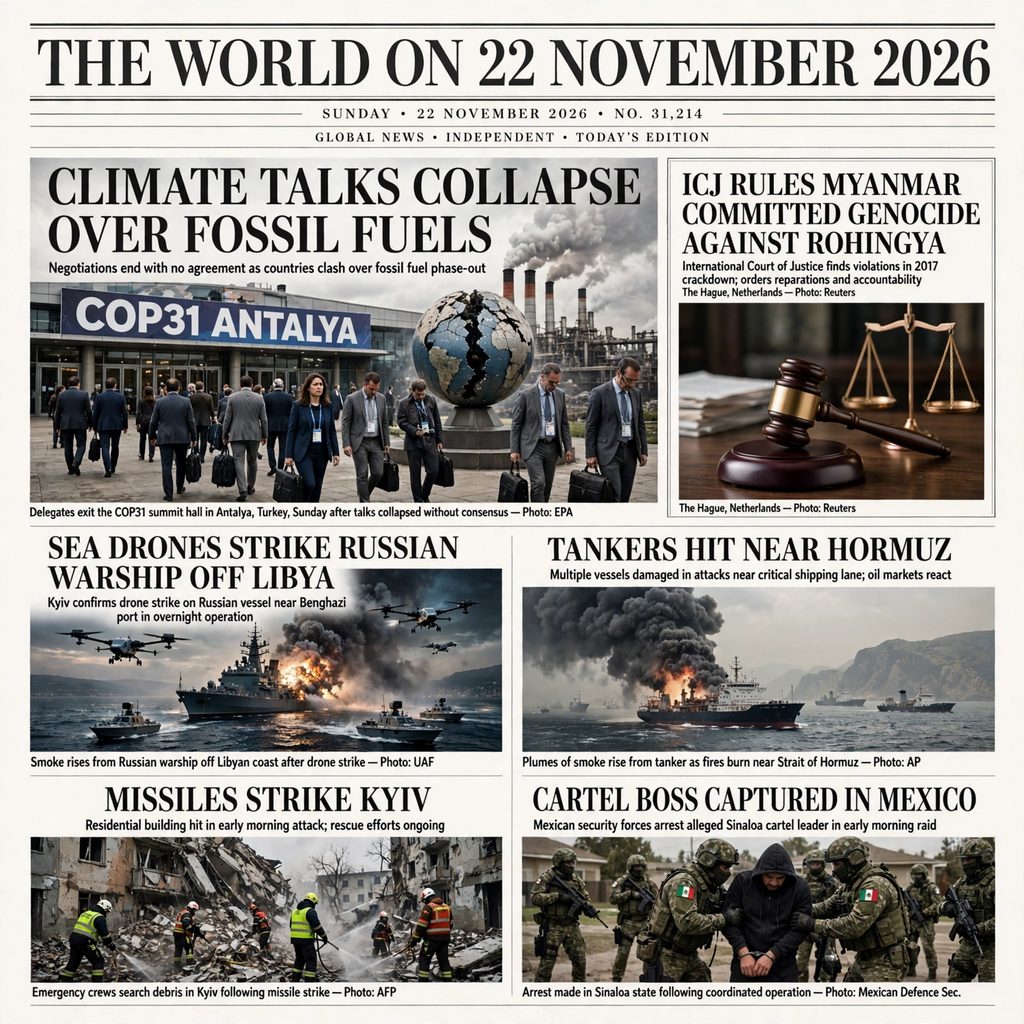 THE WORLD ON 22 NOVEMBER 2026
SUNDAY • 22 NOVEMBER 2026 • NO. 31,214
GLOBAL NEWS • INDEPENDENT • TODAY'S EDITION
CLIMATE TALKS COLLAPSE
OVER FOSSIL FUELS
Negotiations end with no agreement as countries clash over fossil fuel phase-out
COP31 ANTALYA
Delegates exit the COP31 summit hall in Antalya, Turkey, Sunday after talks collapsed without consensus — Photo: EPA
ICJ RULES MYANMAR
COMMITTED GENOCIDE
AGAINST ROHINGYA
International Court of Justice finds violations in 2017
crackdown; orders reparations and accountability
The Hague, Netherlands — Photo: Reuters
The Hague, Netherlands — Photo: Reuters
SEA DRONES STRIKE RUSSIAN
WARSHIP OFF LIBYA
Kyiv confirms drone strike on Russian vessel near Benghazi
port in overnight operation
Smoke rises from Russian warship off Libyan coast after drone strike — Photo: UAF
TANKERS HIT NEAR HORMUZ
Multiple vessels damaged in attacks near critical shipping lane; oil markets react
Plumes of smoke rise from tanker as fires burn near Strait of Hormuz — Photo: AP
MISSILES STRIKE KYIV
Residential building hit in early morning attack; rescue efforts ongoing
Emergency crews search debris in Kyiv following missile strike — Photo: AFP
CARTEL BOSS CAPTURED IN MEXICO
Mexican security forces arrest alleged Sinaloa cartel leader in early morning raid
Arrest made in Sinaloa state following coordinated operation — Photo: Mexican Defence Sec.